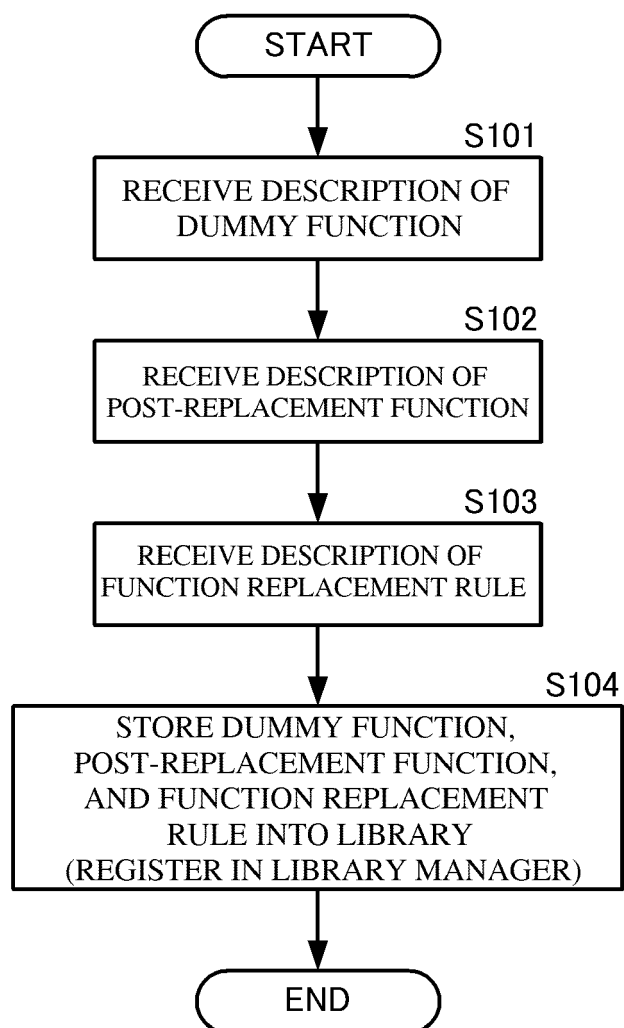 START
S101
RECEIVE DESCRIPTION OF
DUMMY FUNCTION
S102
RECEIVE DESCRIPTION OF
POST-REPLACEMENT FUNCTION
S103
RECEIVE DESCRIPTION OF
FUNCTION REPLACEMENT RULE
S104
STORE DUMMY FUNCTION,
POST-REPLACEMENT FUNCTION,
AND FUNCTION REPLACEMENT
RULE INTO LIBRARY
(REGISTER IN LIBRARY MANAGER)
END